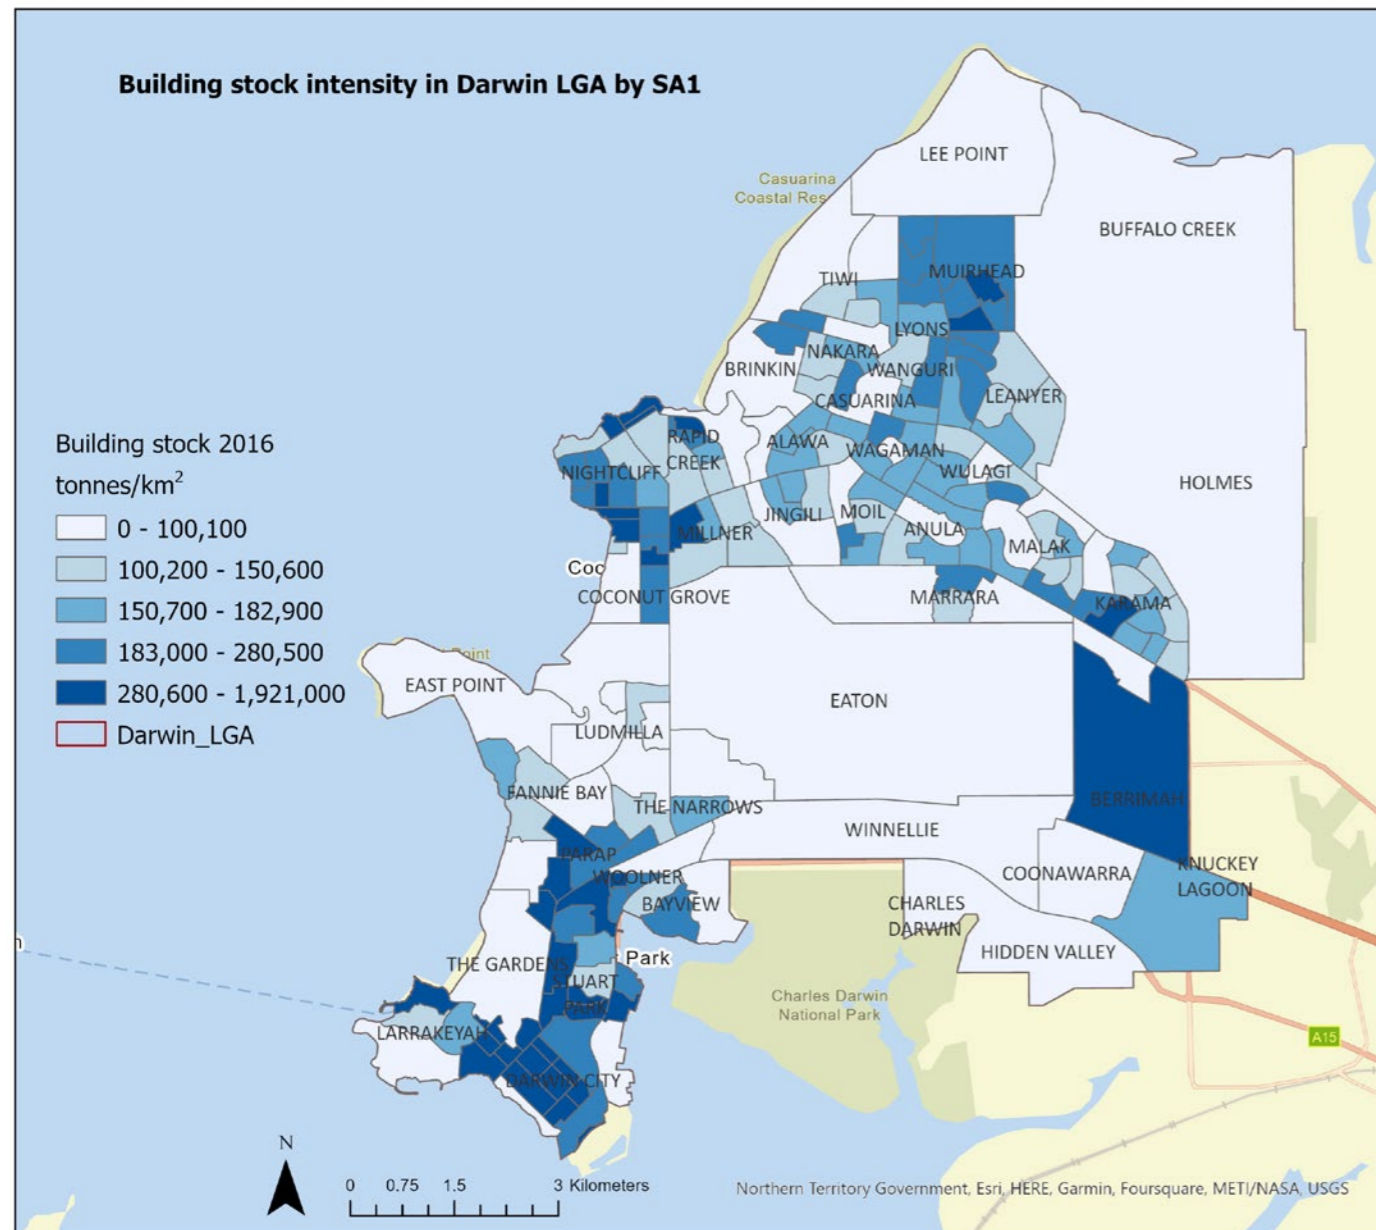 Building stock intensity in Darwin LGA by SA1
LEE POINT
Casuarina
Coastal Res
BUFFALO CREEK
TIWI
MUIRHEAD
LYONS
NAKARA
WANGURI
BRINKIN
CASUARINA
LEANYER
RAPID
CREEK
ALAWA
WAGAMAN
NIGHTCLIFF
WULAGI
HOLMES
JINGILI
MOIL
ANULA
MILLNER
MALAK
Coc
COCONUT GROVE
MARRARA
KARAMA
Building stock 2016
tonnes/km²
0 - 100,100
100,200 - 150,600
150,700 - 182,900
183,000 - 280,500
280,600 - 1,921,000
Darwin_LGA
Point
EAST POINT
EATON
LUDMILLA
FANNIE BAY
THE NARROWS
BERRIMAH
WINNELLIE
PARAP
WOOLNER
COONAWARRA
KNUCKEY
LAGOON
BAYVIEW
CHARLES
DARWIN
HIDDEN VALLEY
n
THE GARDENS
Park
STUART
PARK
Charles Darwin
National Park
LARRAKEYAH
A15
DARWIN CITY
N
0 0.75 1.5 3 Kilometers
Northern Territory Government, Esri, HERE, Garmin, Foursquare, METI/NASA, USGS